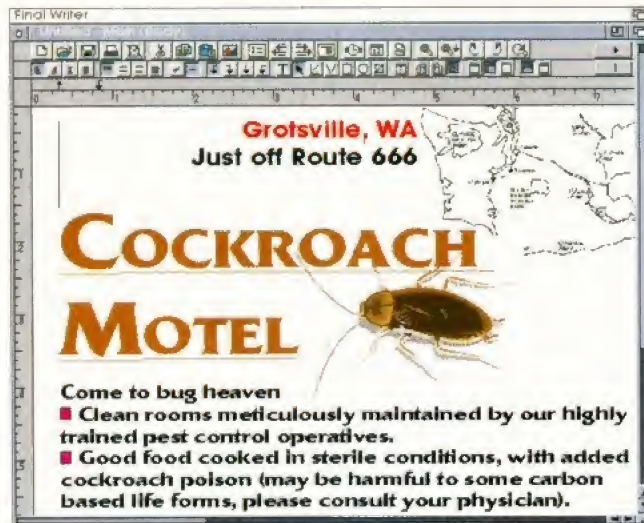 Final Writer
Grotsville, WA
Just off Route 666
COCKROACH
MOTEL
Come to bug heaven
■ Clean rooms meticulously maintained by our highly
trained pest control operatives.
■ Good food cooked in sterile conditions, with added
cockroach poison (may be harmful to some carbon
based life forms, please consult your physician).